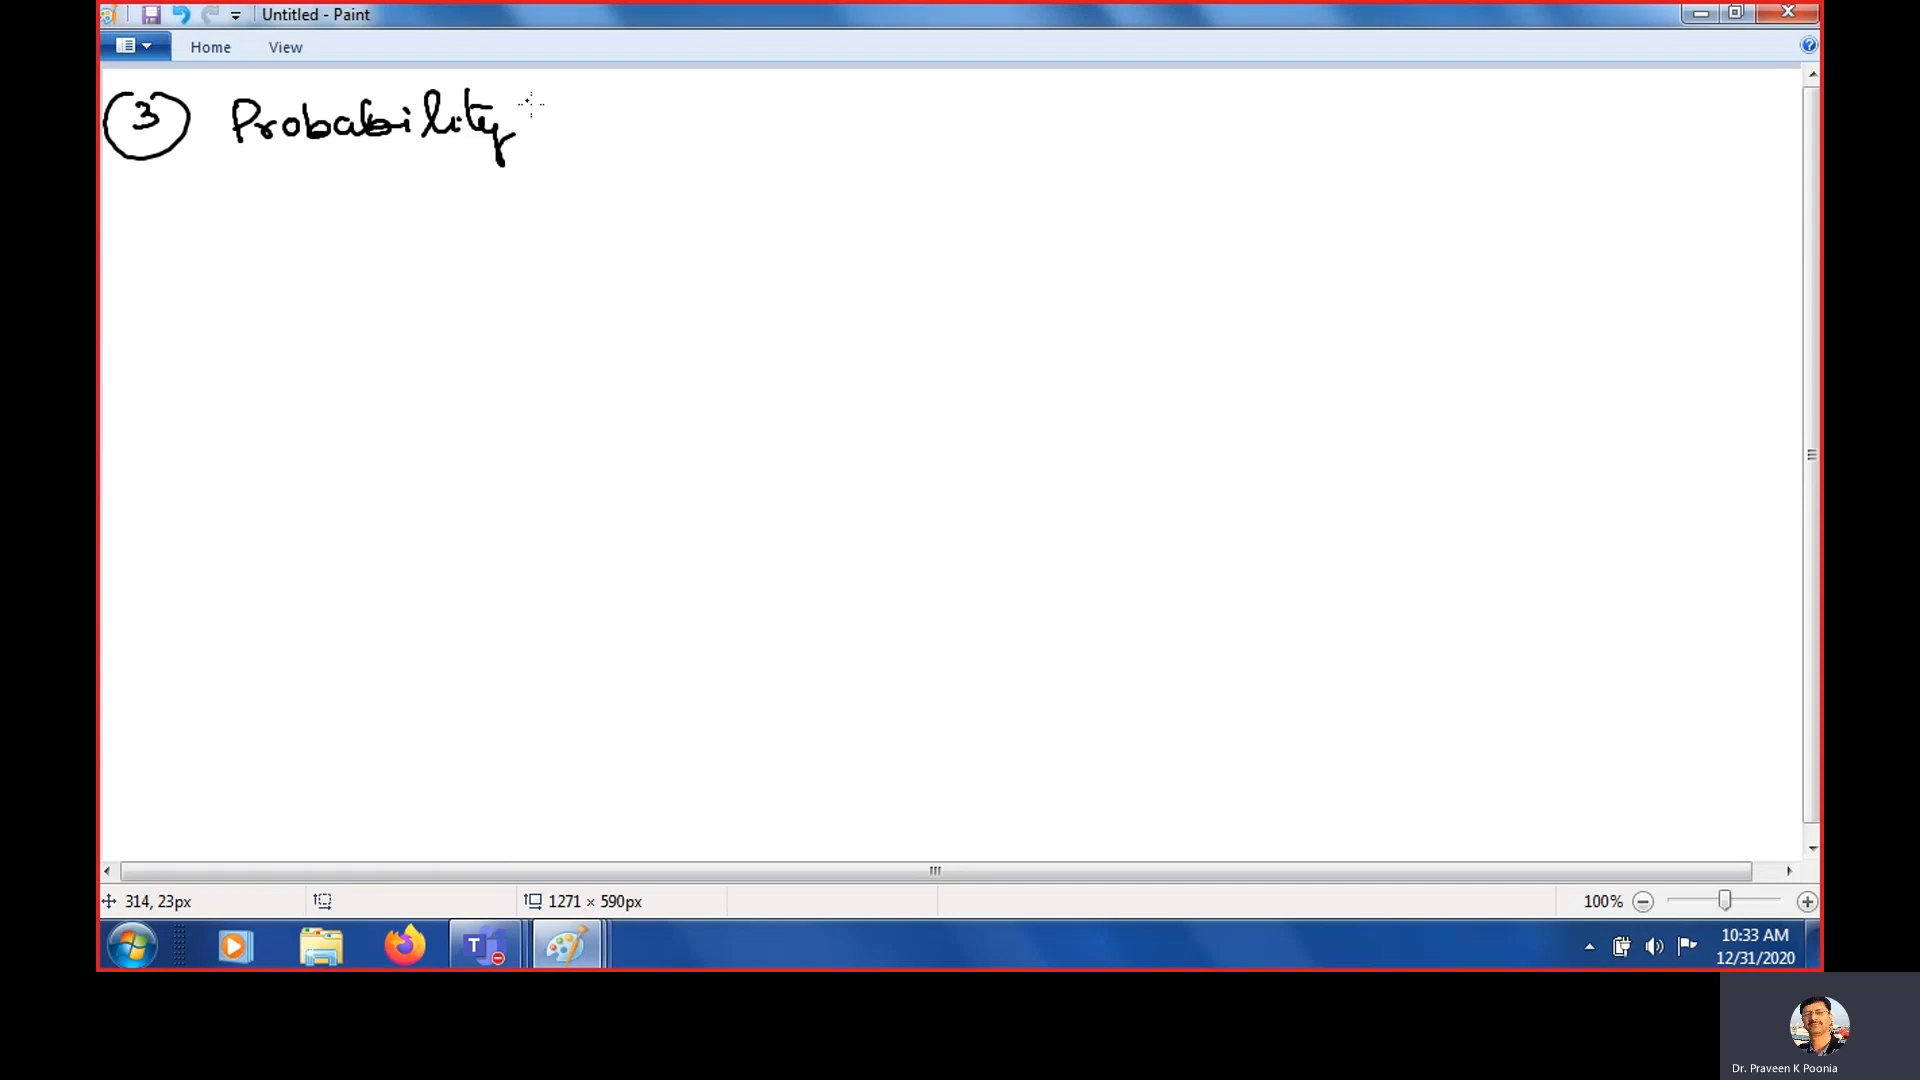 Untitled - Paint
Home View
3 Probability
314, 23px
1271 × 590px
100%
T
10:33 AM
12/31/2020
Dr. Praveen K Poonia